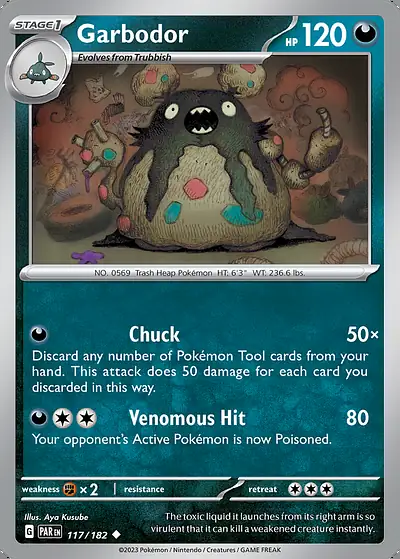 STAGE 1
Garbodor
HP 120
Evolves from Trubbish
NO. 0569 Trash Heap Pokémon HT: 6'3" WT: 236.6 lbs.
Chuck 50×
Discard any number of Pokémon Tool cards from your
hand. This attack does 50 damage for each card you
discarded in this way.
Venomous Hit 80
Your opponent's Active Pokémon is now Poisoned.
weakness ×2 resistance retreat
Illus. Aya Kusube
The toxic liquid it launches from its right arm is so
virulent that it can kill a weakened creature instantly.
G PAR EN 117/182
©2023 Pokémon / Nintendo / Creatures / GAME FREAK